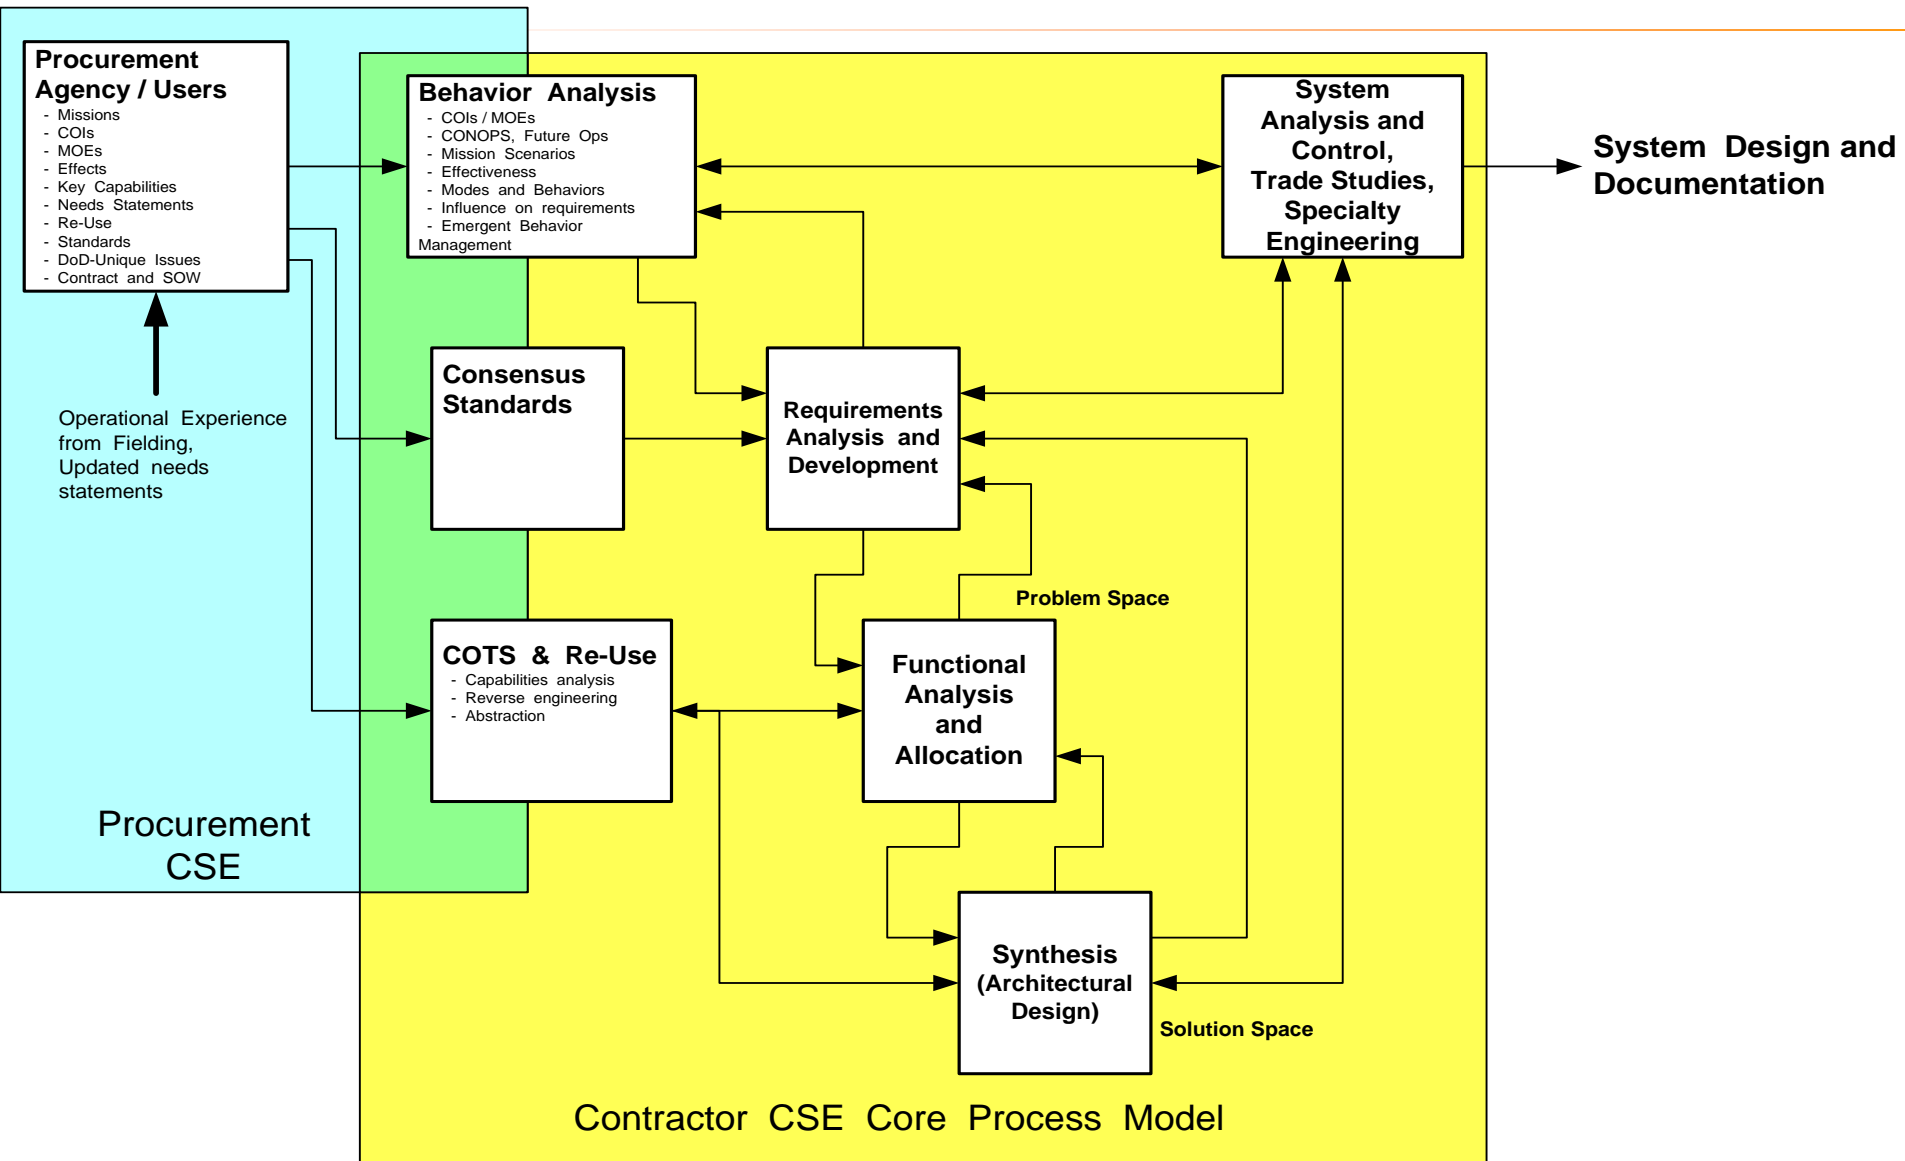 Procurement
Agency / Users
- Missions
- COIs
- MOEs
- Effects
- Key Capabilities
- Needs Statements
- Re-Use
- Standards
- DoD-Unique Issues
- Contract and SOW
Operational Experience
from Fielding,
Updated needs
statements
Procurement
CSE
Behavior Analysis
- COIs / MOEs
- CONOPS, Future Ops
- Mission Scenarios
- Effectiveness
- Modes and Behaviors
- Influence on requirements
- Emergent Behavior
Management
Consensus
Standards
COTS & Re-Use
- Capabilities analysis
- Reverse engineering
- Abstraction
Requirements
Analysis and
Development
Problem Space
Functional
Analysis
and
Allocation
Synthesis
(Architectural
Design)
Solution Space
System
Analysis and
Control,
Trade Studies,
Specialty
Engineering
System Design and
Documentation
Contractor CSE Core Process Model